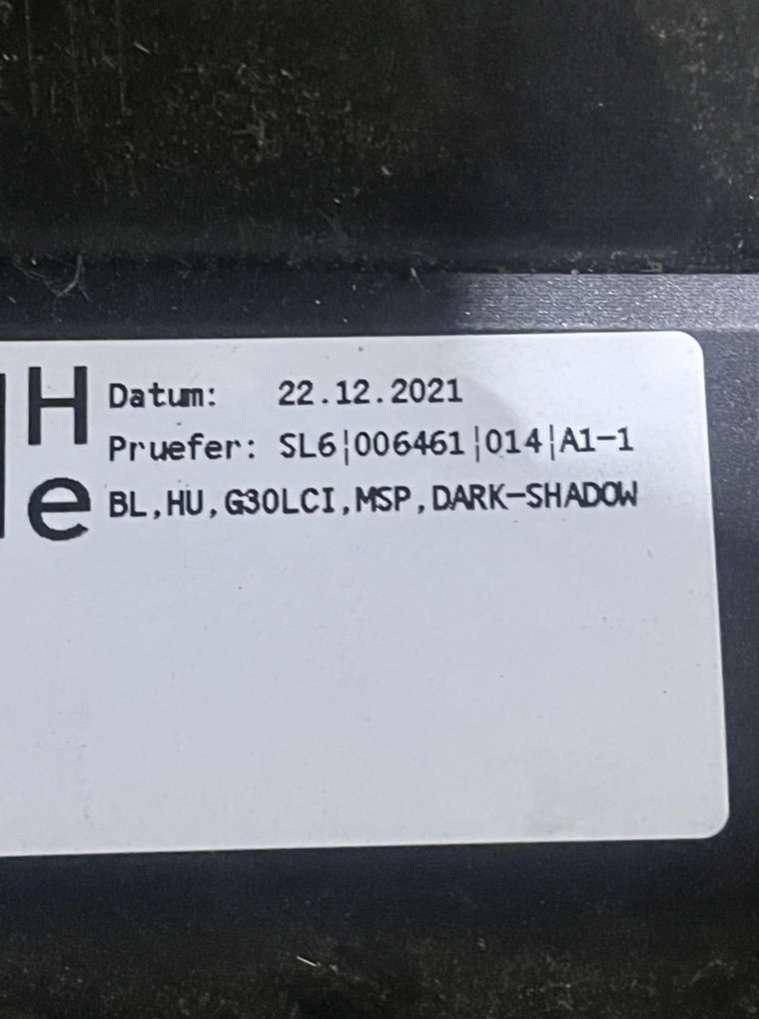 H
e
Datum: 22.12.2021
Pruefer: SL6¦006461¦014¦A1-1
BL,HU,G30LCI,MSP,DARK-SHADOW